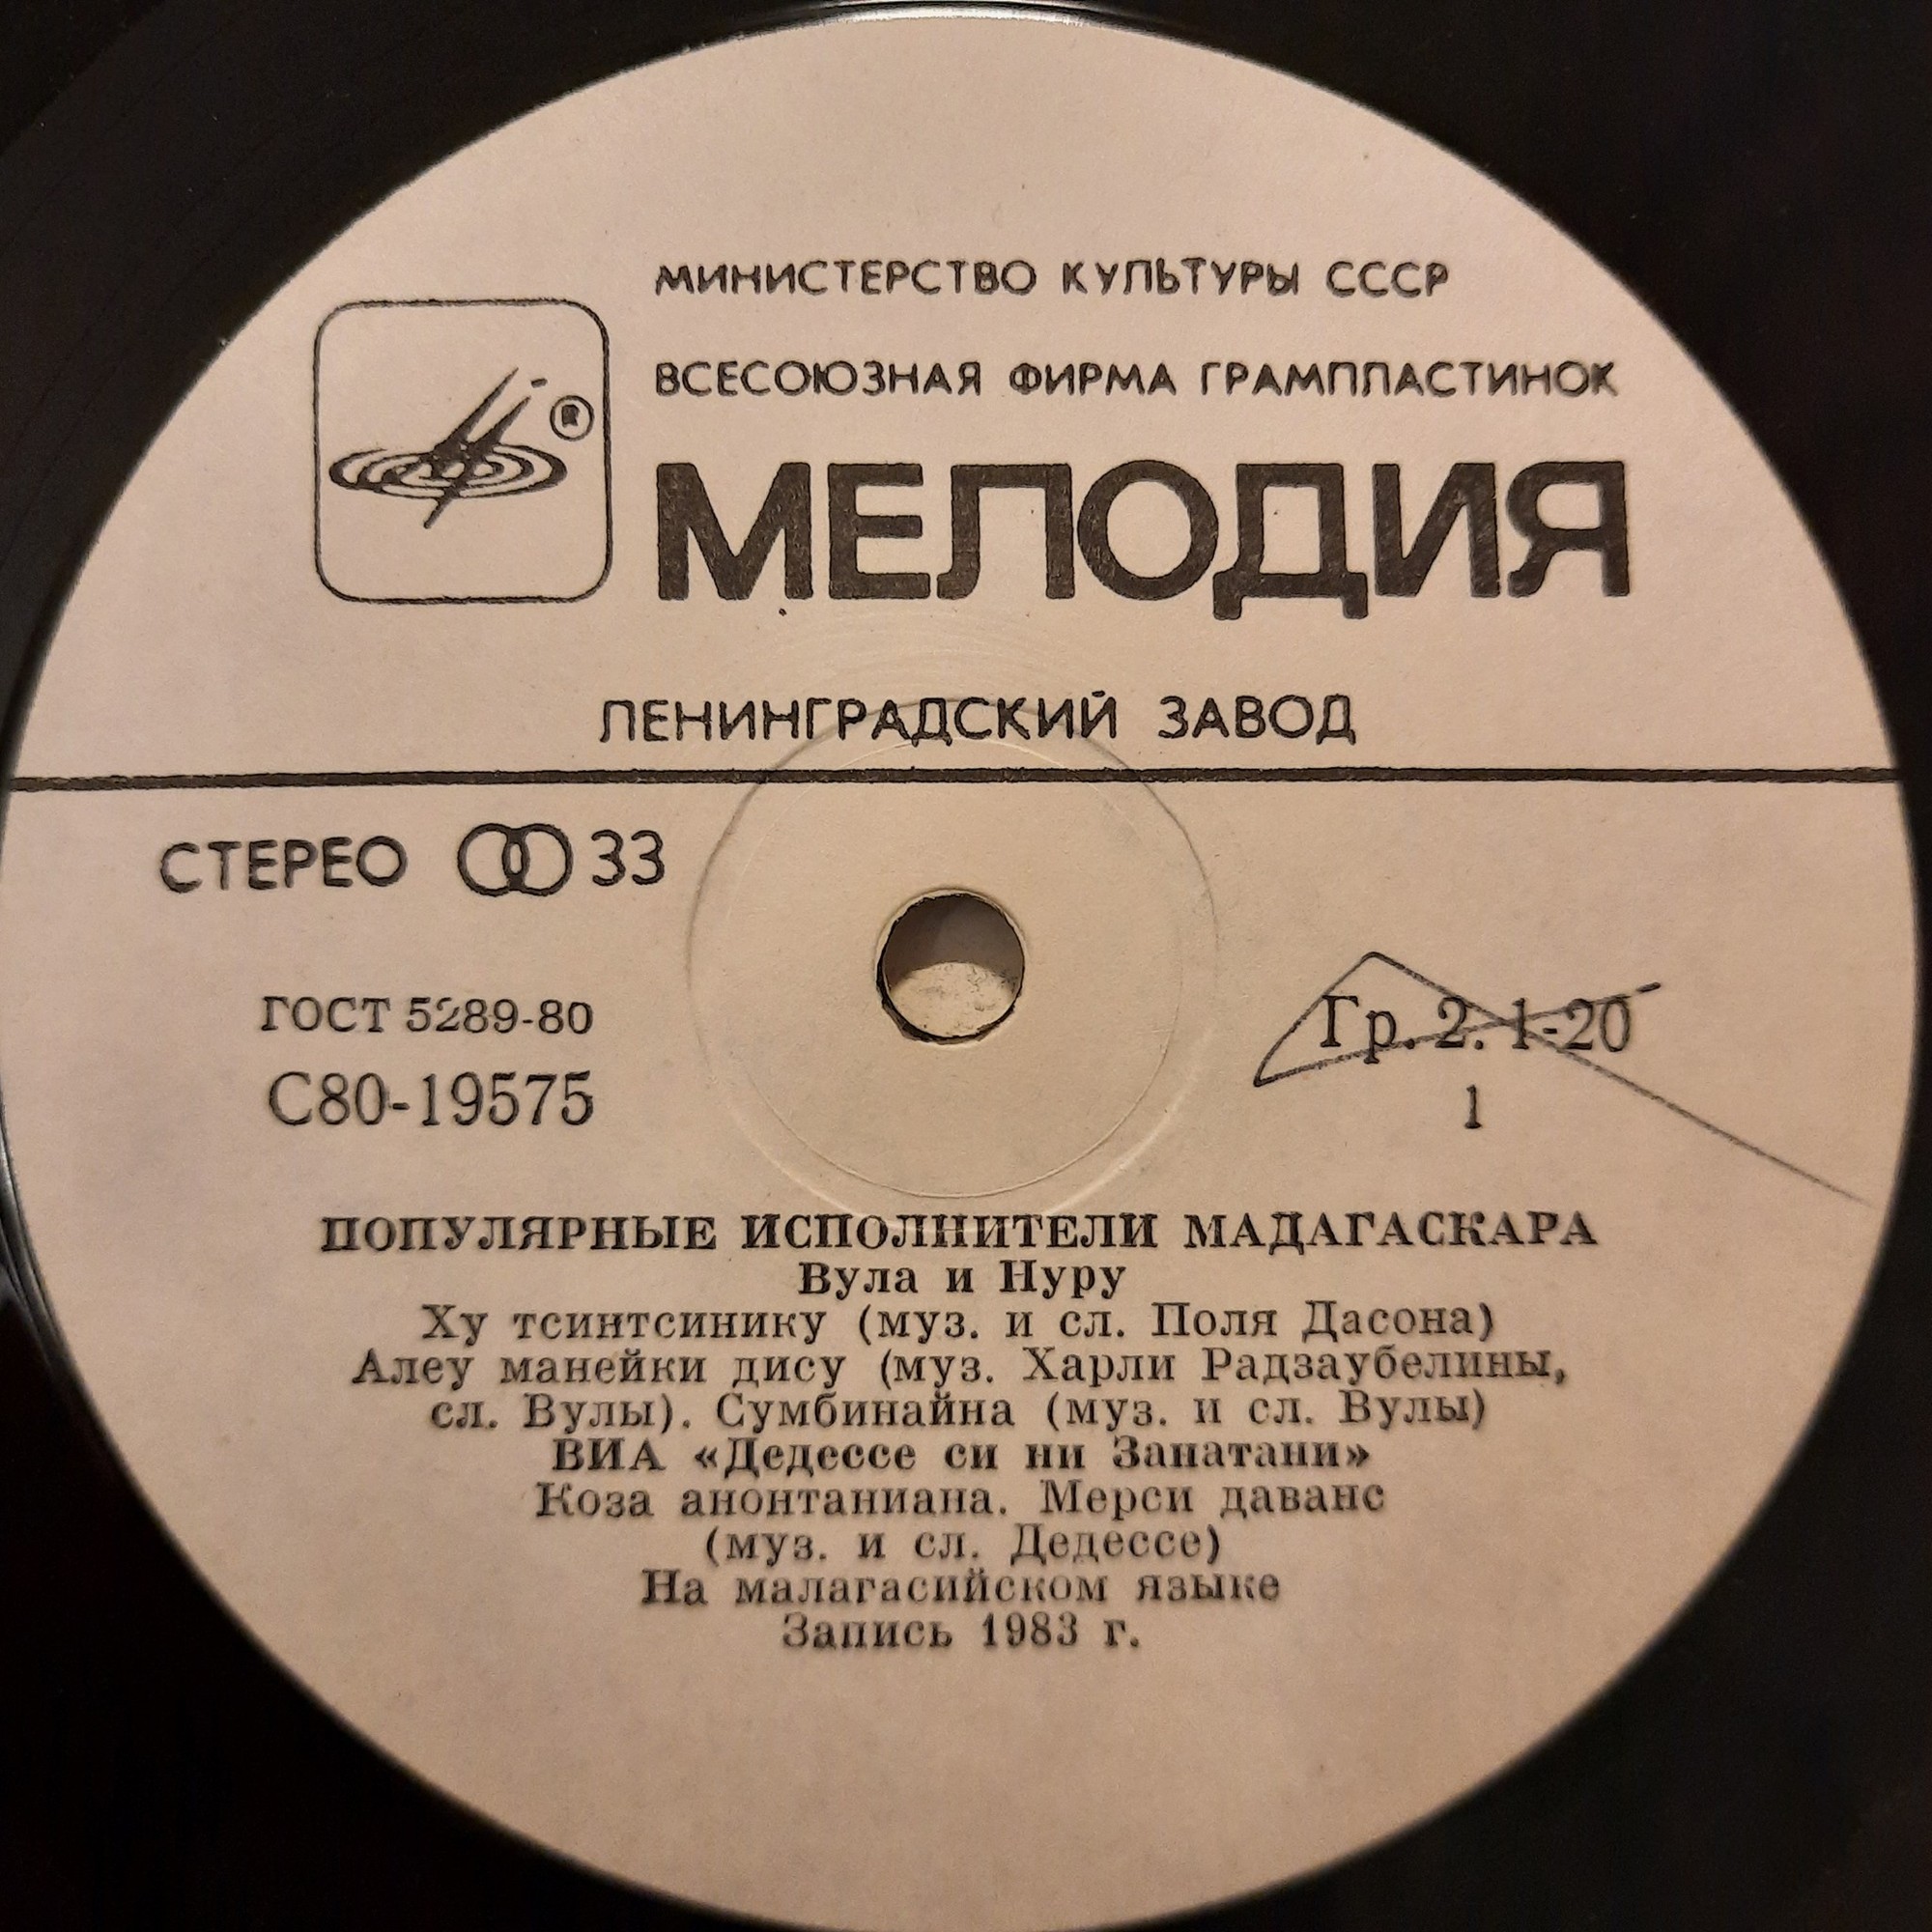 МИНИСТЕРСТВО КУЛЬТУРЫ СССР
ВСЕСОЮЗНАЯ ФИРМА ГРАМПЛАСТИНОК
®
МЕЛОДИЯ
ЛЕНИНГРАДСКИЙ ЗАВОД
СТЕРЕО 33
ГОСТ 5289-80
Гр. 2. 1-20
С80-19575
1
ПОПУЛЯРНЫЕ ИСПОЛНИТЕЛИ МАДАГАСКАРА
Вула и Нуру
Ху тсинтсинику (муз. и сл. Поля Дасона)
Алеу манейки дису (муз. Харли Радзаубелины,
сл. Вулы). Сумбинайна (муз. и сл. Вулы)
ВИА «Дедессе си ни Занатани»
Коза анонтаниана. Мерси даванс
(муз. и сл. Дедессе)
На малагасийском языке
Запись 1983 г.